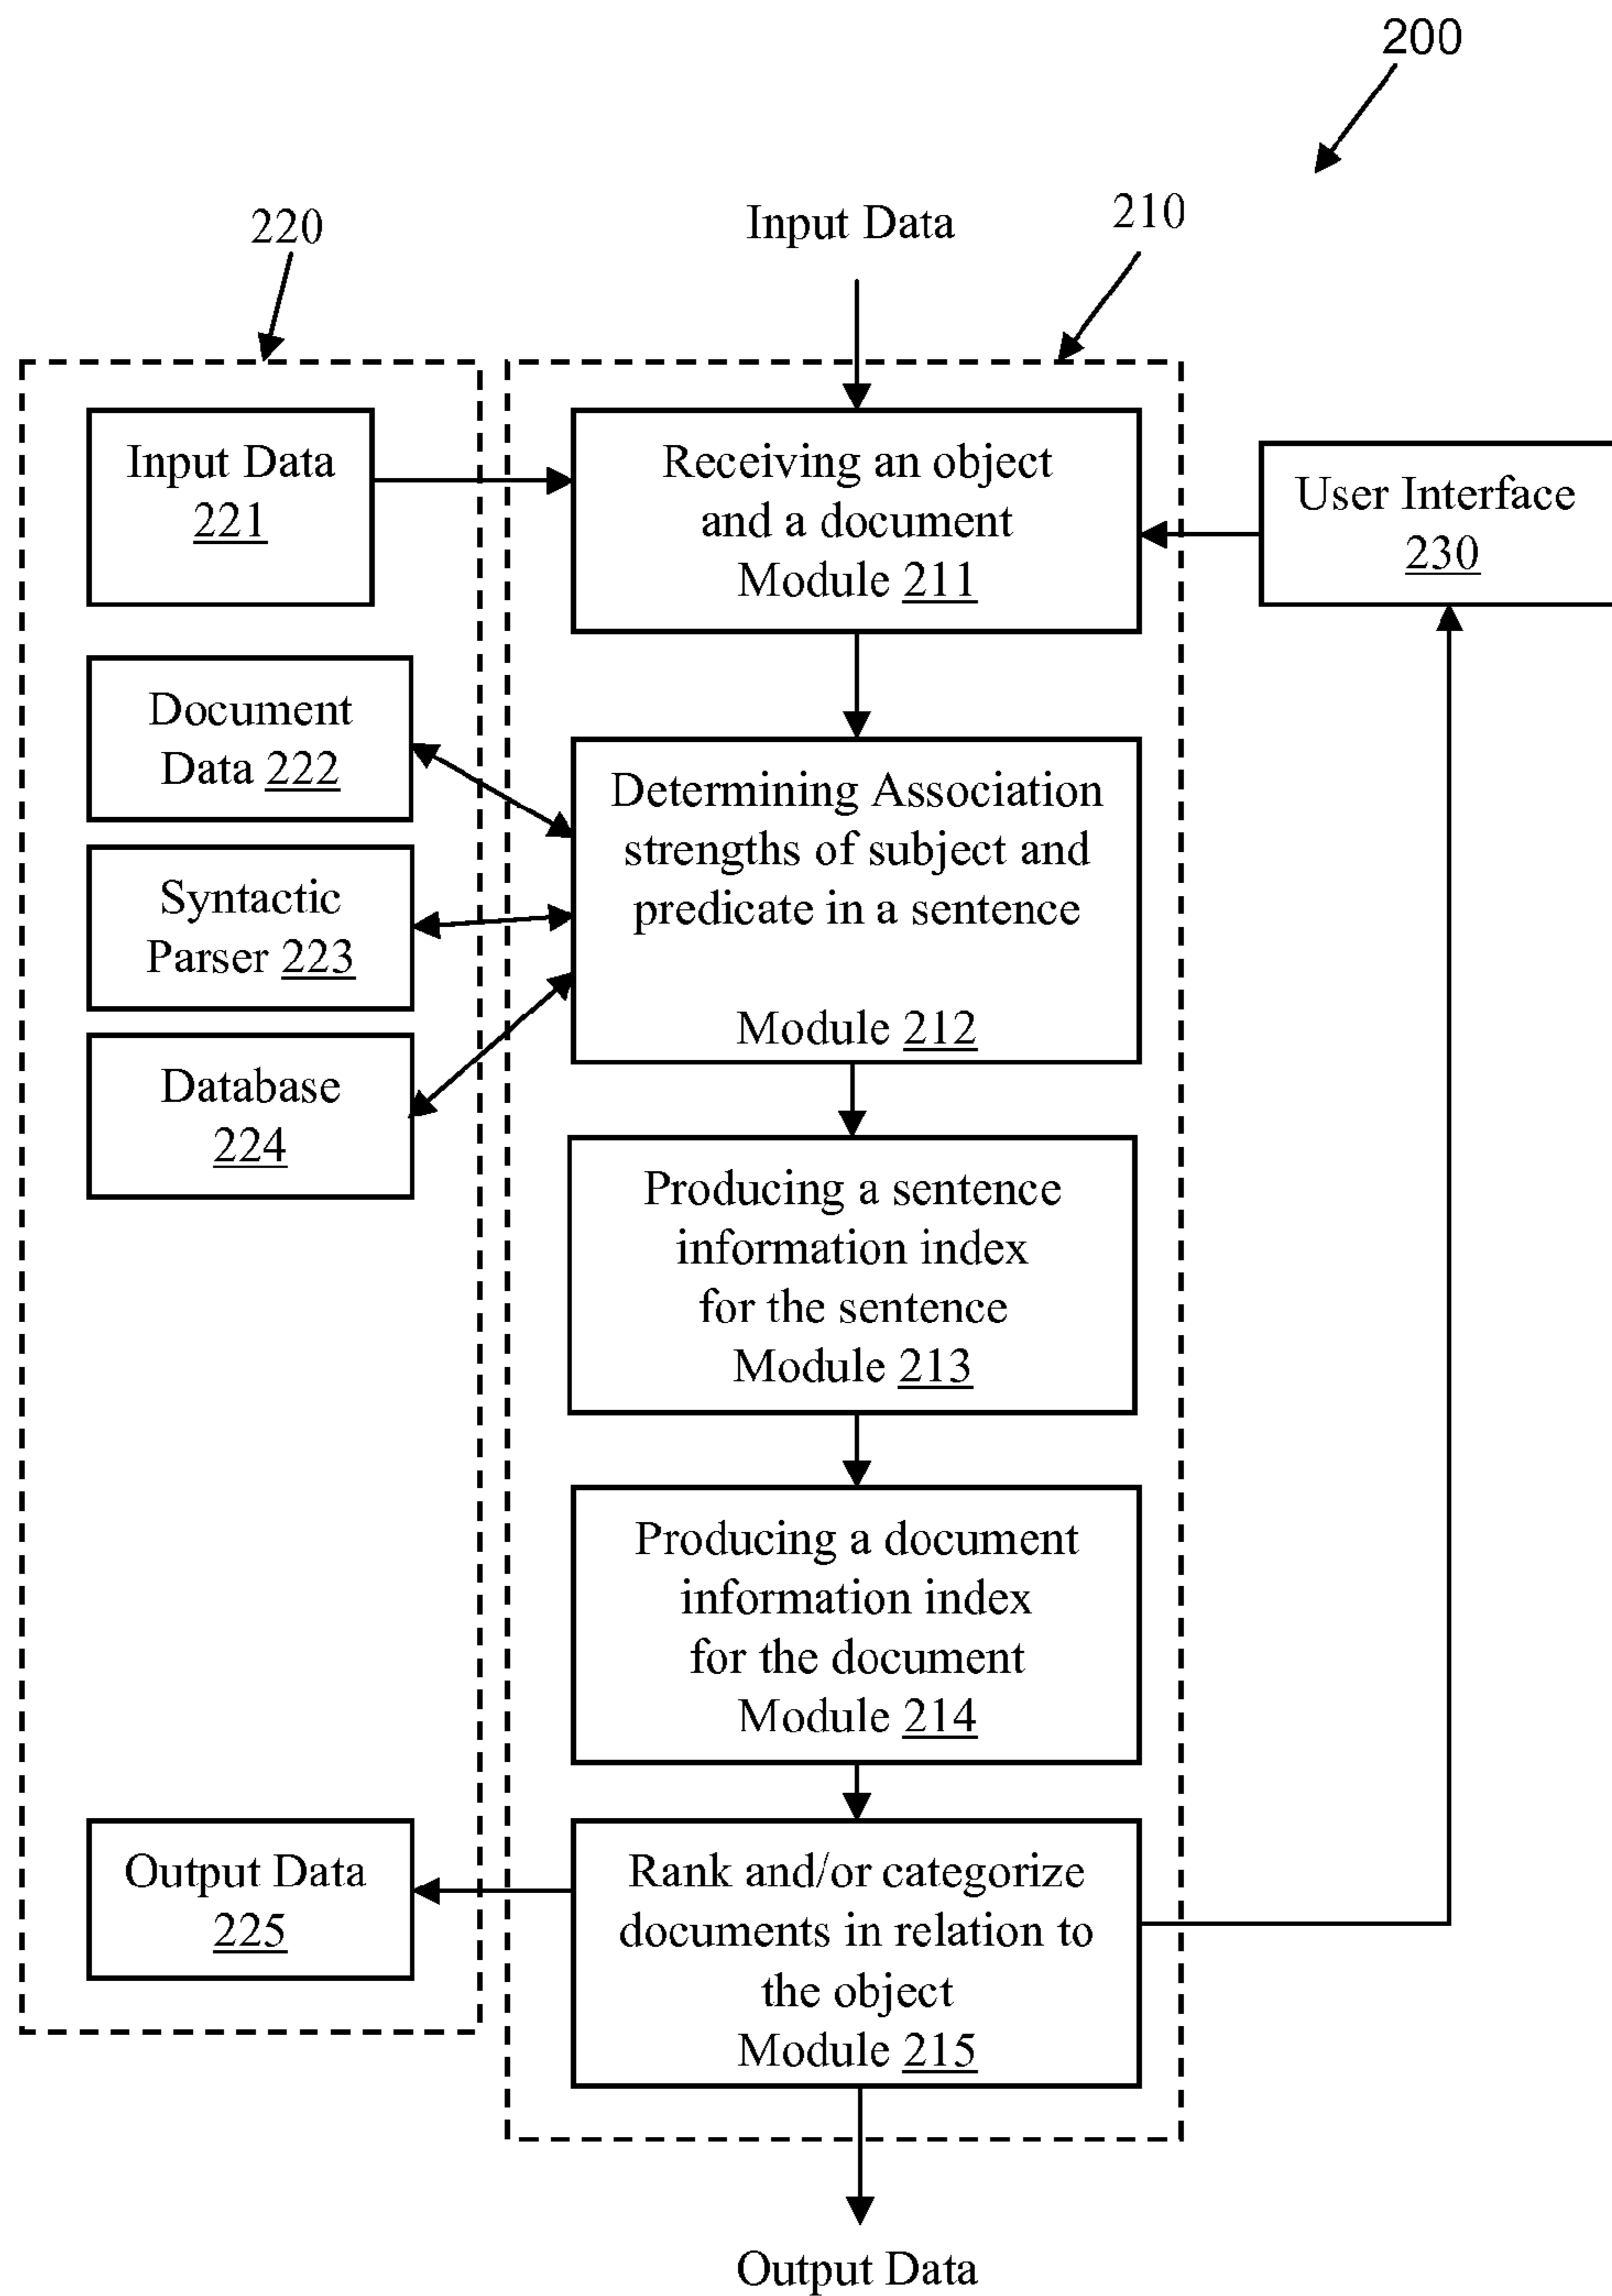 200
220
Input Data
210
Input Data
221
Receiving an object
and a document
Module 211
User Interface
230
Document
Data 222
Syntactic
Parser 223
Database
224
Determining Association
strengths of subject and
predicate in a sentence
Module 212
Producing a sentence
information index
for the sentence
Module 213
Producing a document
information index
for the document
Module 214
Output Data
225
Rank and/or categorize
documents in relation to
the object
Module 215
Output Data